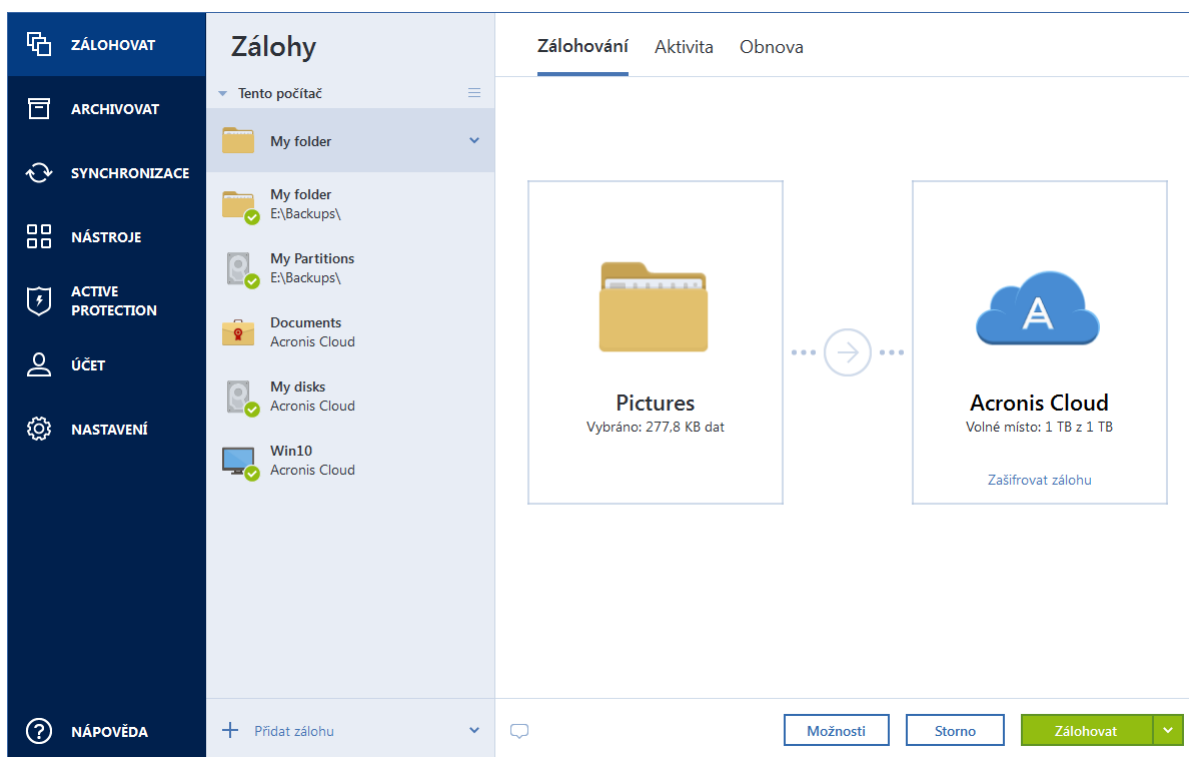 ZÁLOHOVAT
ARCHIVOVAT
SYNCHRONIZACE
NÁSTROJE
ACTIVE
PROTECTION
ÚČET
NASTAVENÍ
NÁPOVĚDA
Zálohy
Tento počítač
My folder
My folder
E:\Backups\
My Partitions
E:\Backups\
Documents
Acronis Cloud
My disks
Acronis Cloud
Win10
Acronis Cloud
Přidat zálohu
Zálohování Aktivita Obnova
Pictures
Vybráno: 277,8 KB dat
Acronis Cloud
Volné místo: 1 TB z 1 TB
Zašifrovat zálohu
Možnosti Storno Zálohovat